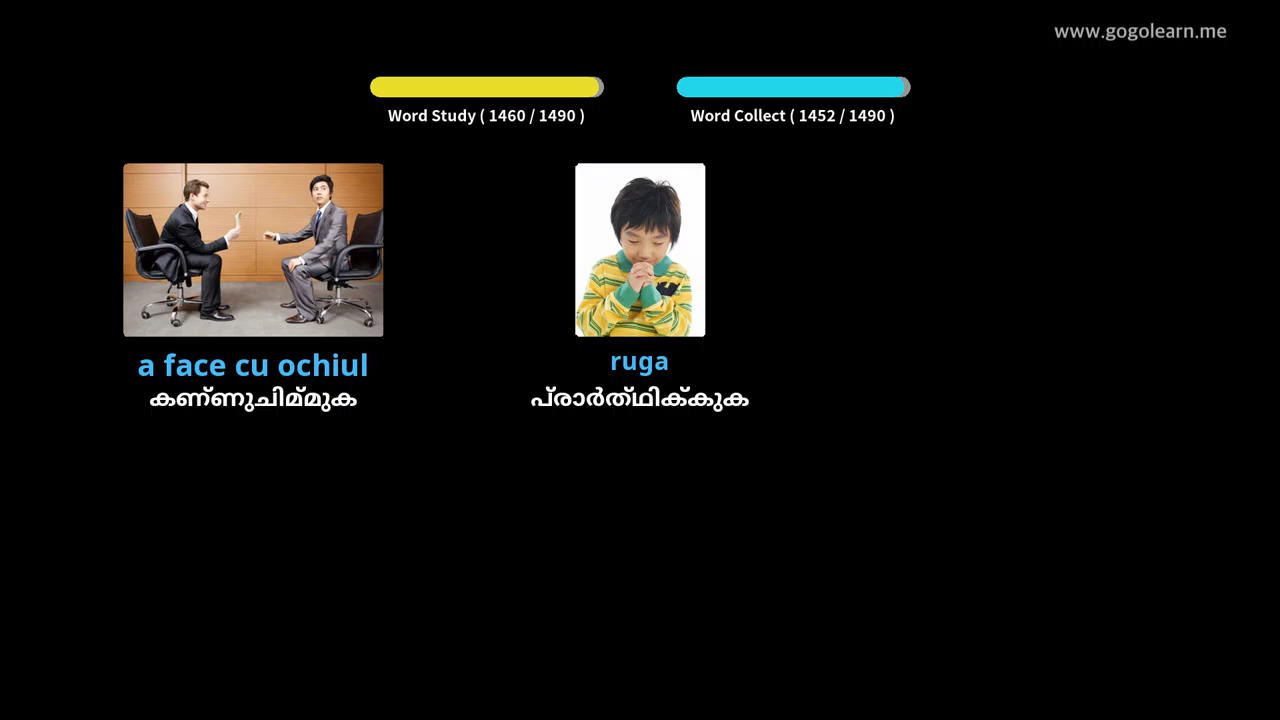 www.gogolearn.me
Word Study ( 1460 / 1490 )
Word Collect ( 1452 / 1490 )
a face cu ochiul
കണ്ണുചിമ്മുക
ruga
പ്രാർത്ഥിക്കുക